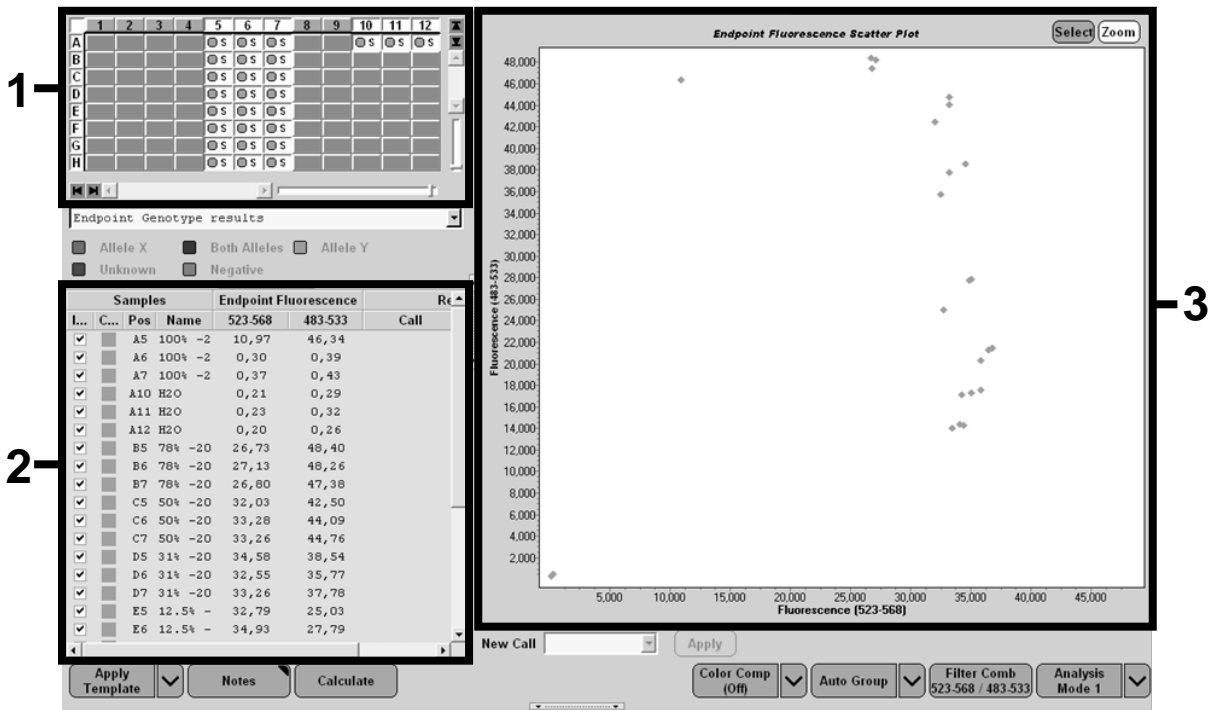 1 2 3 4 5 6 7 8 9 10 11 12
A S S S S S S
B S S S
C S S S
D S S S
E S S S
F S S S
G S S S
H S S S
1
Endpoint Genotype results
Allele X Both Alleles Allele Y
Unknown Negative
Samples Endpoint Fluorescence Re
I... C... Pos Name 523-568 483-533 Call
A5 100% -2 10,97 46,34
A6 100% -2 0,30 0,39
A7 100% -2 0,37 0,43
A10 H2O 0,21 0,29
A11 H2O 0,23 0,32
A12 H2O 0,20 0,26
B5 78% -20 26,73 48,40
B6 78% -20 27,13 48,26
B7 78% -20 26,80 47,38
C5 50% -20 32,03 42,50
C6 50% -20 33,28 44,09
C7 50% -20 33,26 44,76
D5 31% -20 34,58 38,54
D6 31% -20 32,55 35,77
D7 31% -20 33,26 37,78
E5 12.5% - 32,79 25,03
E6 12.5% - 34,93 27,79
2
Endpoint Fluorescence Scatter Plot
Select Zoom
48,000
46,000
44,000
42,000
40,000
38,000
36,000
34,000
32,000
30,000
28,000
26,000
24,000
22,000
20,000
18,000
16,000
14,000
12,000
10,000
8,000
6,000
4,000
2,000
Fluorescence (483-533)
5,000 10,000 15,000 20,000 25,000 30,000 35,000 40,000 45,000
Fluorescence (523-568)
3
New Call Apply
Apply Template Notes Calculate
Color Comp (Off) Auto Group Filter Comb 523-568 / 483-533 Analysis Mode 1